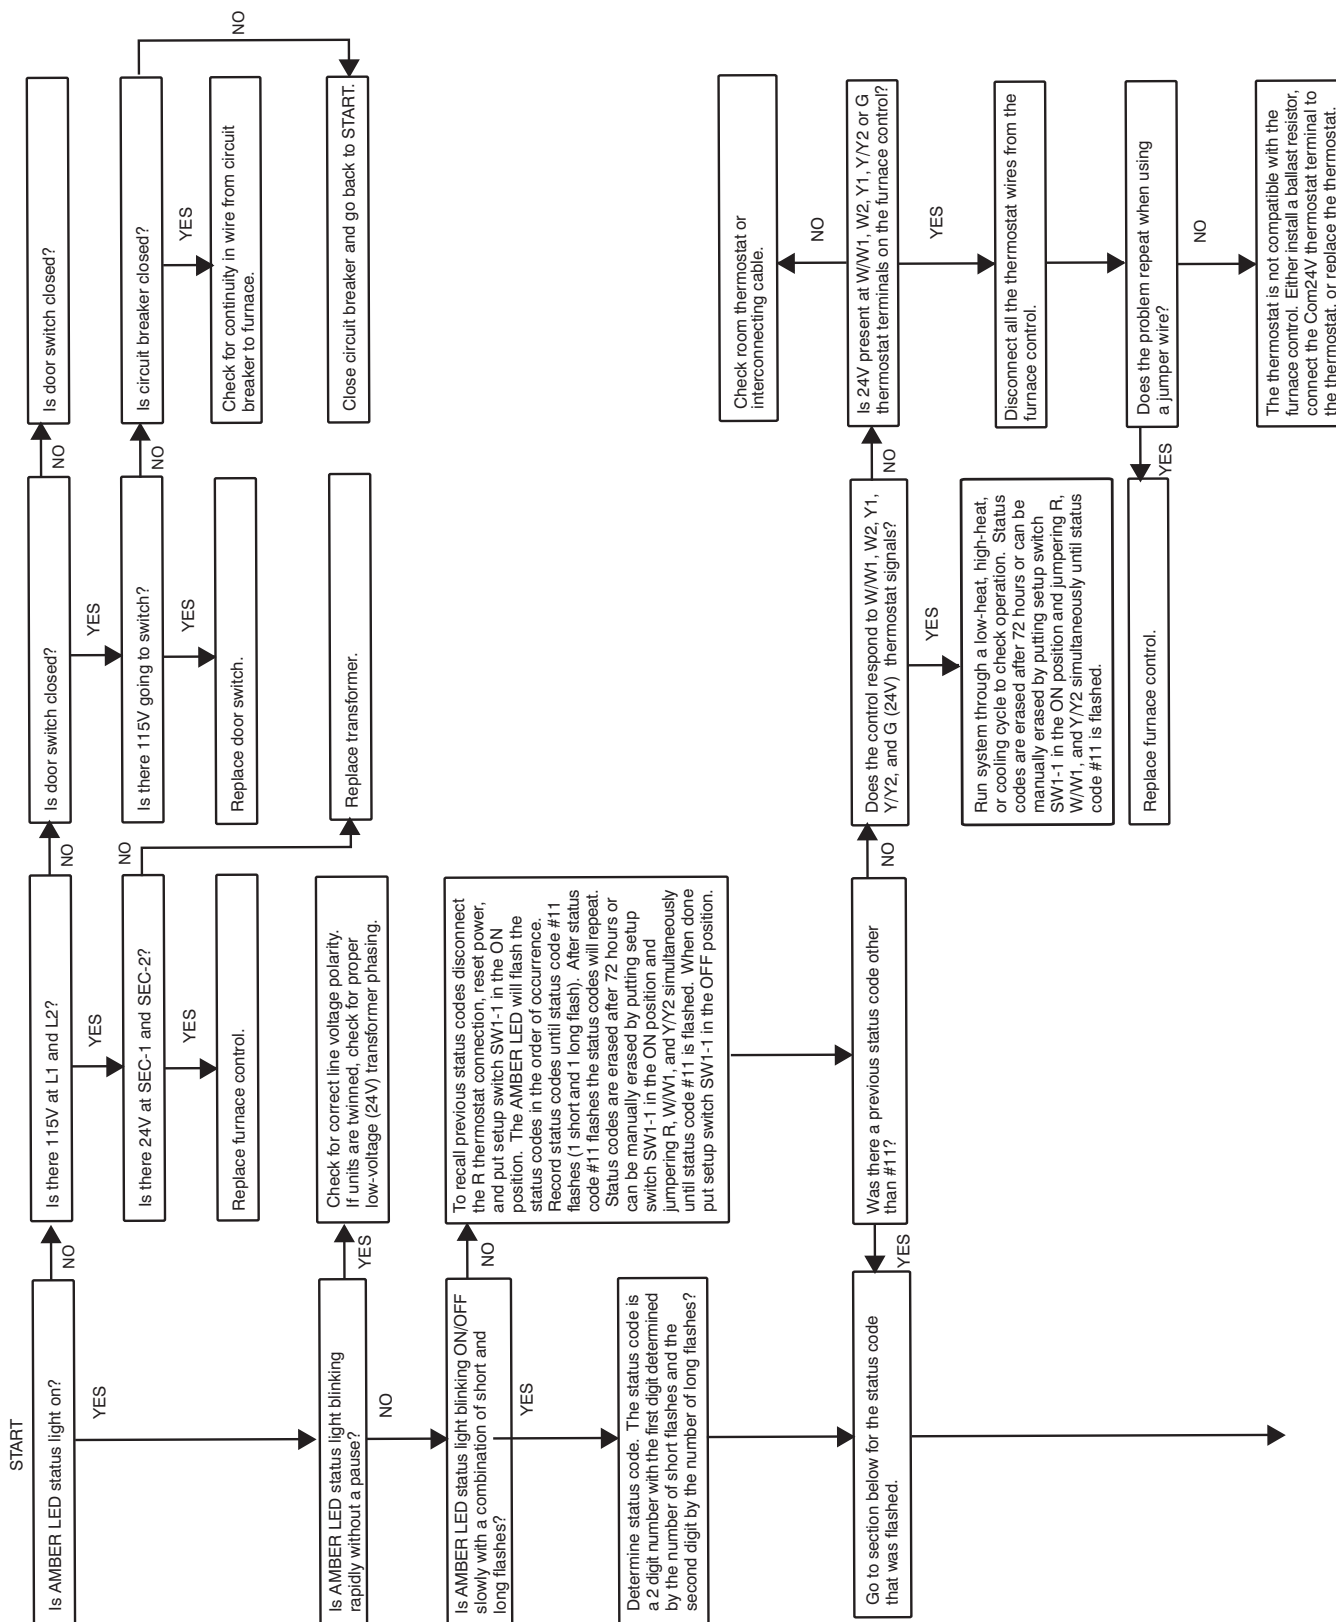 START
Is AMBER LED status light on?
NO
Is there 115V at L1 and L2?
NO
Is door switch closed?
NO
Is door switch closed?
YES
YES
YES
Is there 24V at SEC-1 and SEC-2?
NO
Is there 115V going to switch?
NO
Is circuit breaker closed?
NO
YES
YES
YES
Replace furnace control.
Replace door switch.
Check for continuity in wire from circuit
breaker to furnace.
Is AMBER LED status light blinking
rapidly without a pause?
YES
Check for correct line voltage polarity.
If units are twinned, check for proper
low-voltage (24V) transformer phasing.
Replace transformer.
Close circuit breaker and go back to START.
NO
Is AMBER LED status light blinking ON/OFF
slowly with a combination of short and
long flashes?
NO
To recall previous status codes disconnect
the R thermostat connection, reset power,
and put setup switch SW1-1 in the ON
position. The AMBER LED will flash the
status codes in the order of occurrence.
Record status codes until status code #11
flashes (1 short and 1 long flash). After status
code #11 flashes the status codes will repeat.
Status codes are erased after 72 hours or
can be manually erased by putting setup
switch SW1-1 in the ON position and
jumpering R, W/W1, and Y/Y2 simultaneously
until status code #11 is flashed. When done
put setup switch SW1-1 in the OFF position.
YES
Determine status code. The status code is
a 2 digit number with the first digit determined
by the number of short flashes and the
second digit by the number of long flashes?
Check room thermostat or
interconnecting cable.
NO
Go to section below for the status code
that was flashed.
YES
Was there a previous status code other
than #11?
NO
Does the control respond to W/W1, W2, Y1,
Y/Y2, and G (24V) thermostat signals?
NO
Is 24V present at W/W1, W2, Y1, Y/Y2 or G
thermostat terminals on the furnace control?
YES
YES
Run system through a low-heat, high-heat,
or cooling cycle to check operation. Status
codes are erased after 72 hours or can be
manually erased by putting setup switch
SW1-1 in the ON position and jumpering R,
W/W1, and Y/Y2 simultaneously until status
code #11 is flashed.
Disconnect all the thermostat wires from the
furnace control.
Replace furnace control.
YES
Does the problem repeat when using
a jumper wire?
NO
The thermostat is not compatible with the
furnace control. Either install a ballast resistor,
connect the Com24V thermostat terminal to
the thermostat, or replace the thermostat.